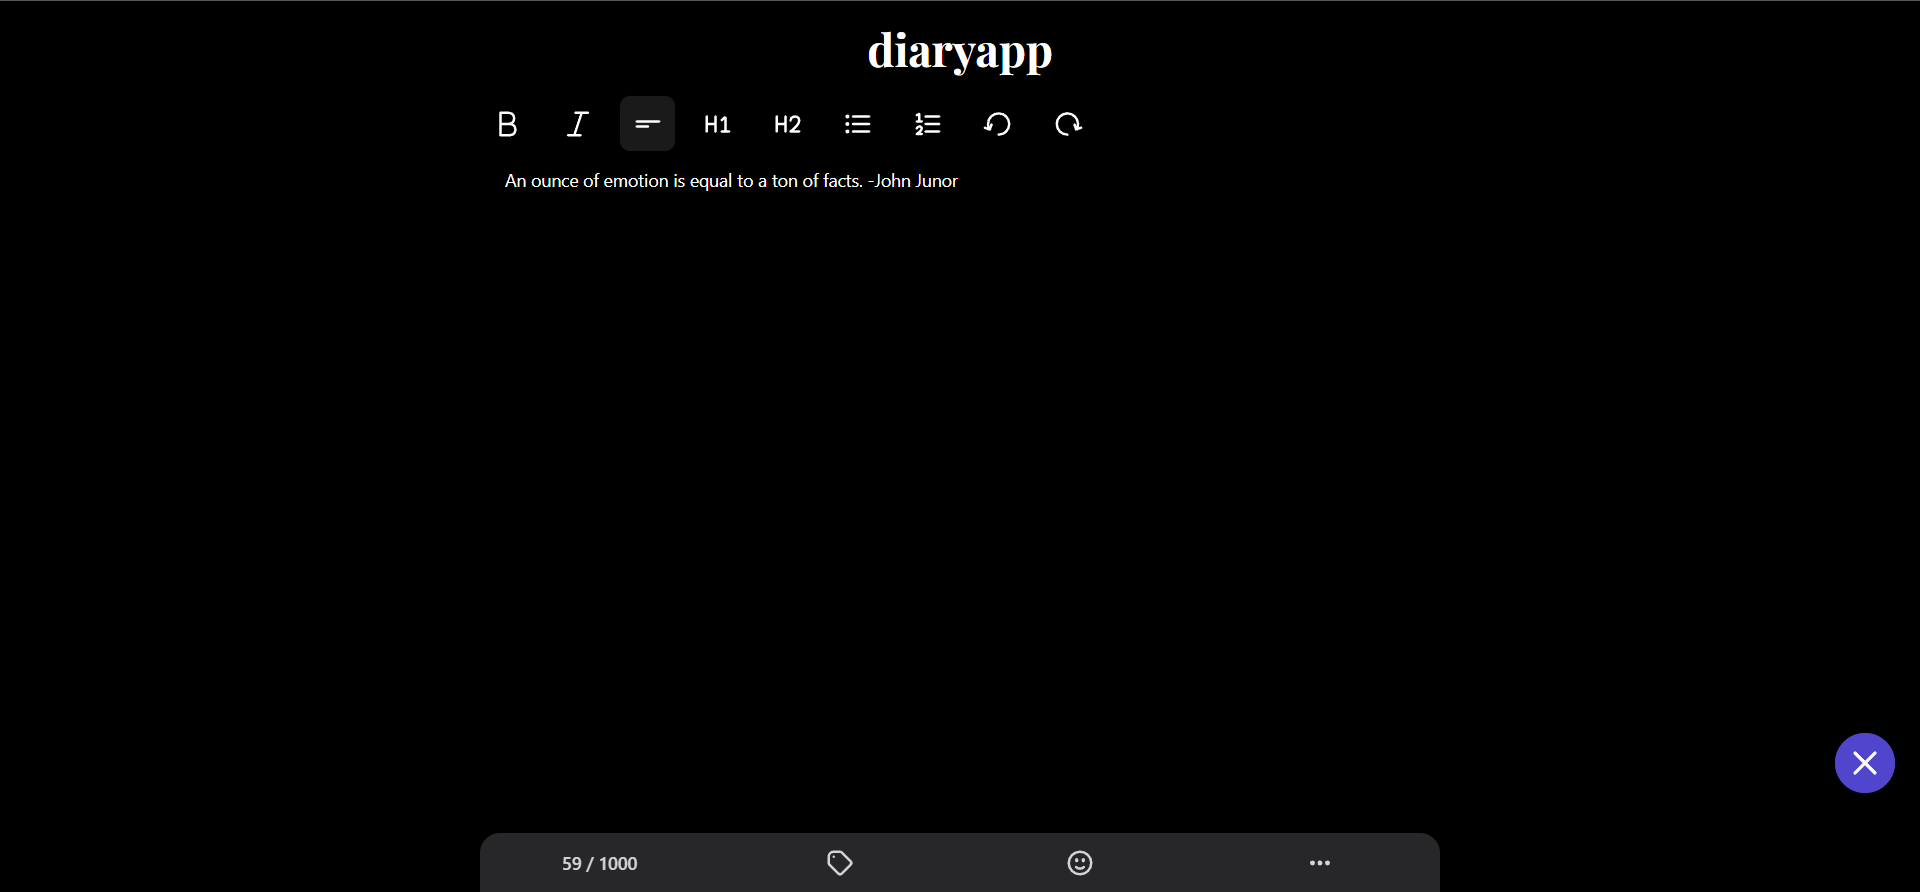 diaryapp
B I H1 H2
An ounce of emotion is equal to a ton of facts. -John Junor
59 / 1000